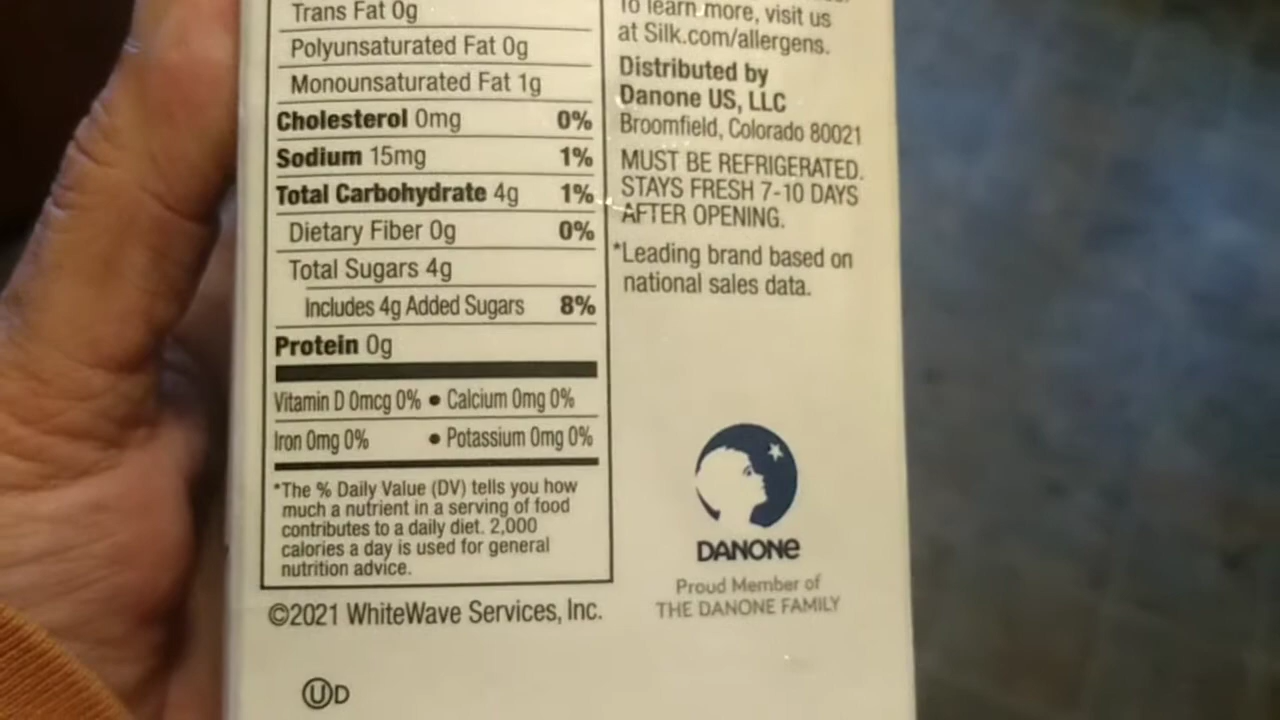 Trans Fat 0g
Polyunsaturated Fat 0g
Monounsaturated Fat 1g
Cholesterol 0mg 0%
Sodium 15mg 1%
Total Carbohydrate 4g 1%
Dietary Fiber 0g 0%
Total Sugars 4g
Includes 4g Added Sugars 8%
Protein 0g
Vitamin D 0mcg 0% • Calcium 0mg 0%
Iron 0mg 0% • Potassium 0mg 0%
*The % Daily Value (DV) tells you how
much a nutrient in a serving of food
contributes to a daily diet. 2,000
calories a day is used for general
nutrition advice.
©2021 WhiteWave Services, Inc.
UD
To learn more, visit us
at Silk.com/allergens.
Distributed by
Danone US, LLC
Broomfield, Colorado 80021
MUST BE REFRIGERATED.
STAYS FRESH 7-10 DAYS
AFTER OPENING.
*Leading brand based on
national sales data.
DANONE
Proud Member of
THE DANONE FAMILY